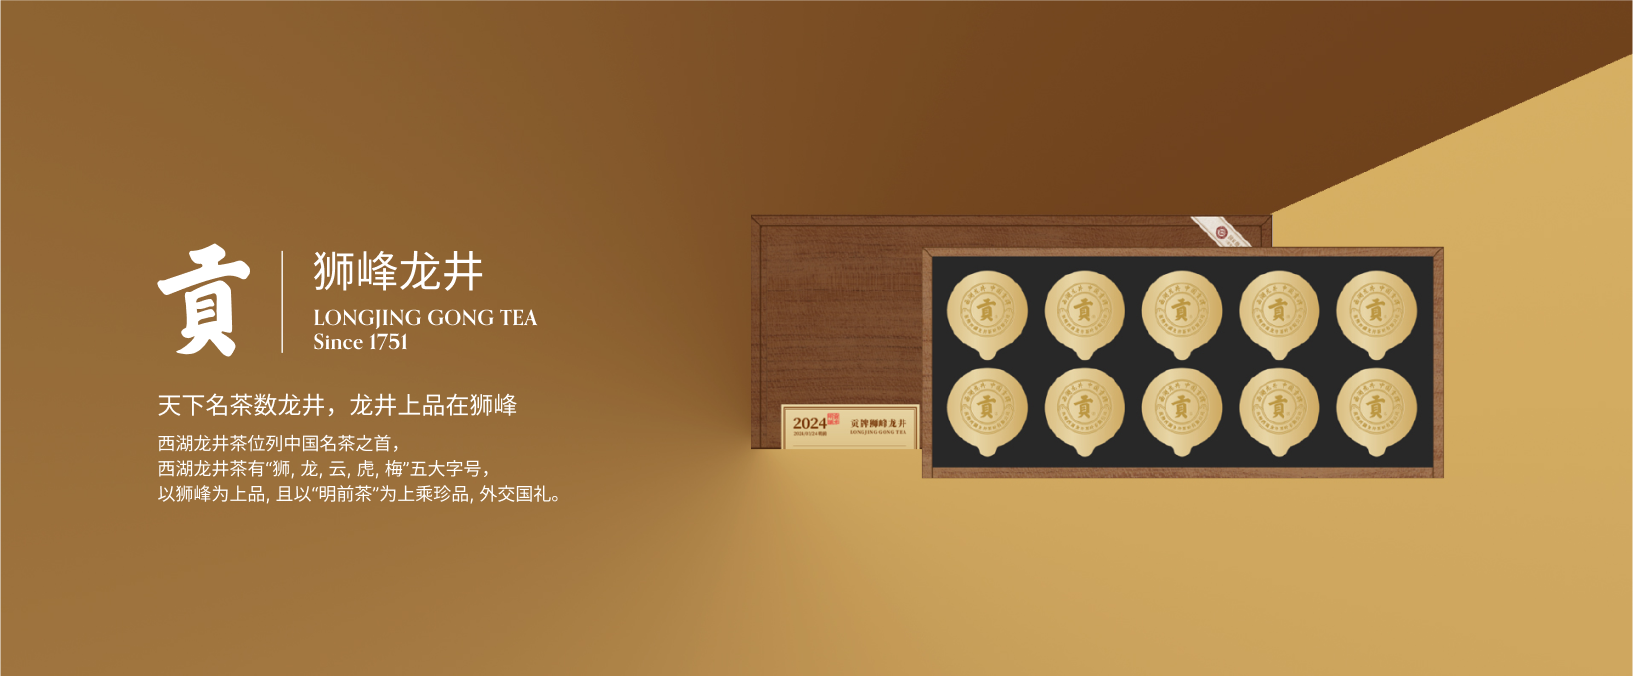 貢
狮峰龙井
LONGJING GONG TEA
Since 1751
天下名茶数龙井，龙井上品在狮峰
西湖龙井茶位列中国名茶之首，
西湖龙井茶有“狮, 龙, 云, 虎, 梅”五大字号，
以狮峰为上品, 且以“明前茶”为上乘珍品, 外交国礼。
2024
贡牌狮峰龙井
LONGJING GONG TEA
貢
貢
貢
貢
貢
貢
貢
貢
貢
貢